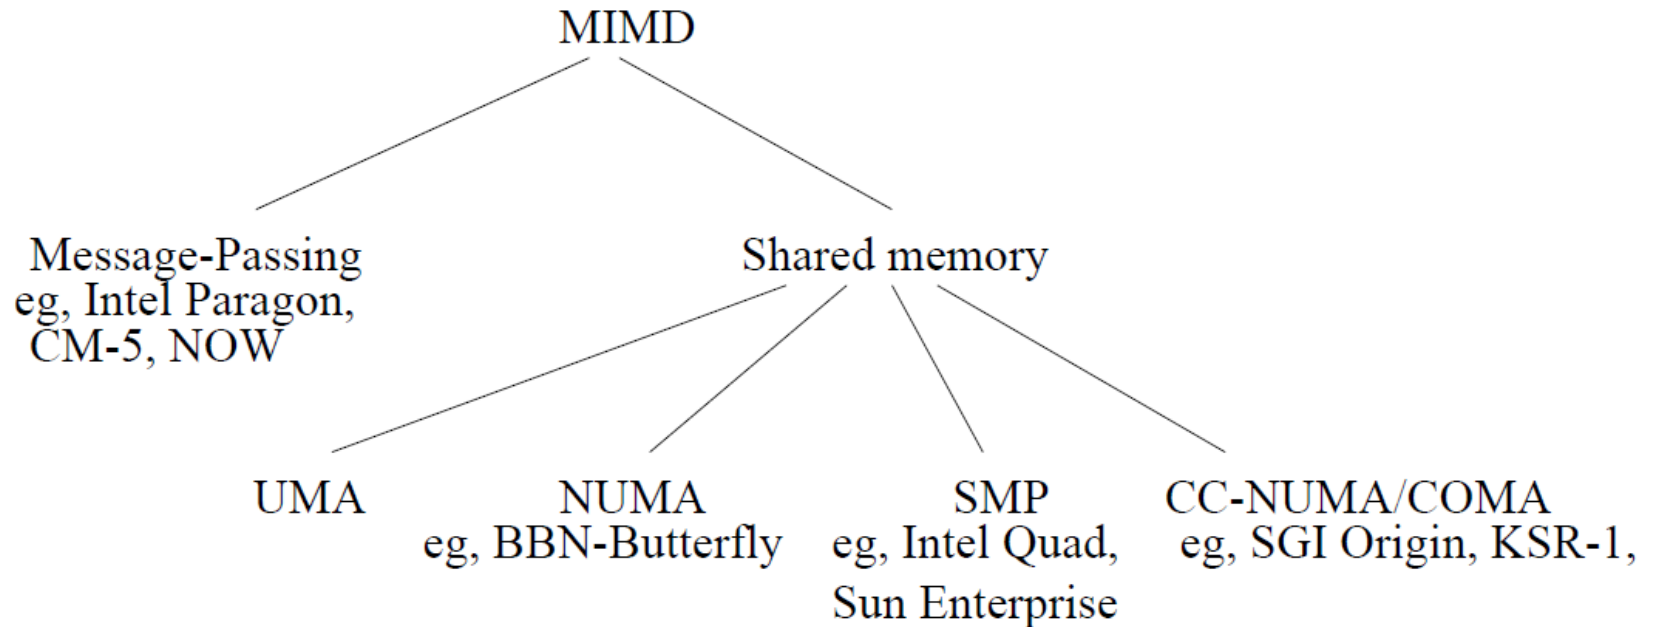 MIMD
Message-Passing
eg, Intel Paragon,
CM-5, NOW
Shared memory
UMA
NUMA
eg, BBN-Butterfly
SMP
eg, Intel Quad,
Sun Enterprise
CC-NUMA/COMA
eg, SGI Origin, KSR-1,